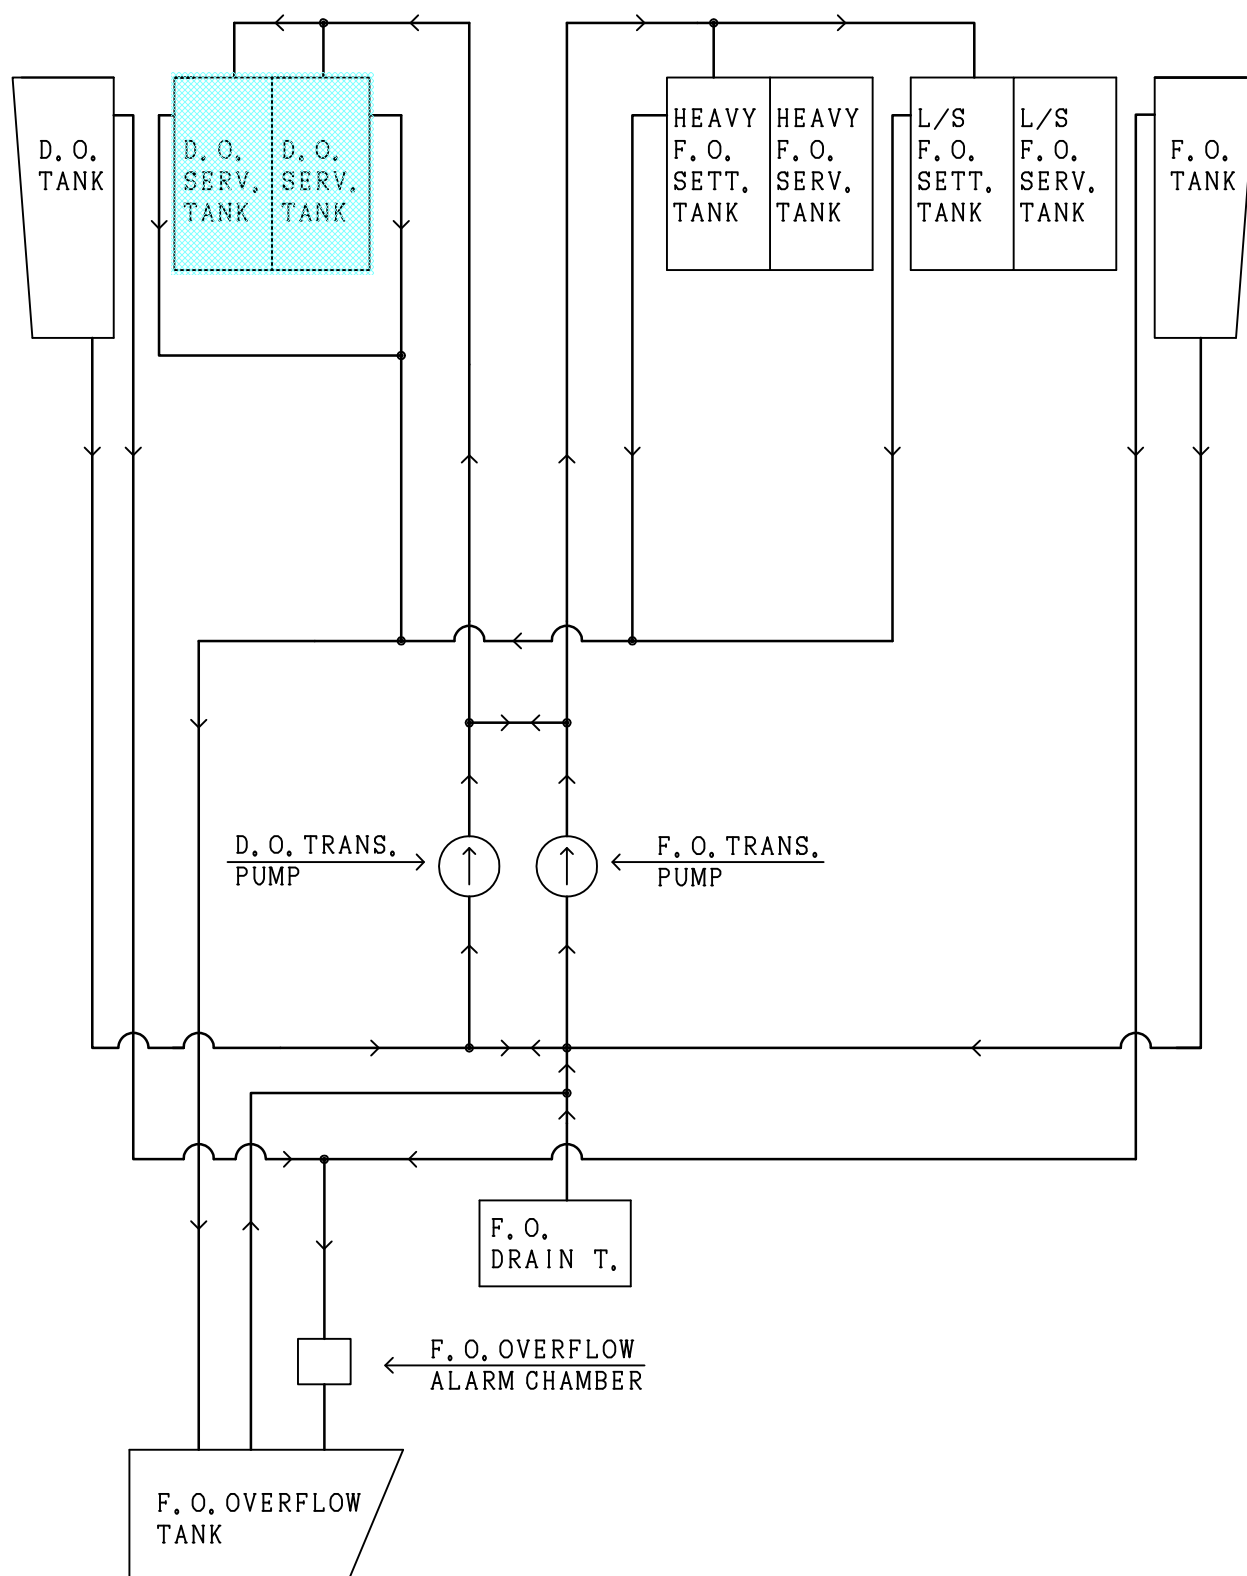 D.O.
TANK
D.O.
SERV.
TANK
D.O.
SERV.
TANK
HEAVY
F.O.
SETT.
TANK
HEAVY
F.O.
SERV.
TANK
L/S
F.O.
SETT.
TANK
L/S
F.O.
SERV.
TANK
F.O.
TANK
D.O. TRANS.
PUMP
F.O. TRANS.
PUMP
F.O.
DRAIN T.
F.O. OVERFLOW
ALARM CHAMBER
F.O. OVERFLOW
TANK